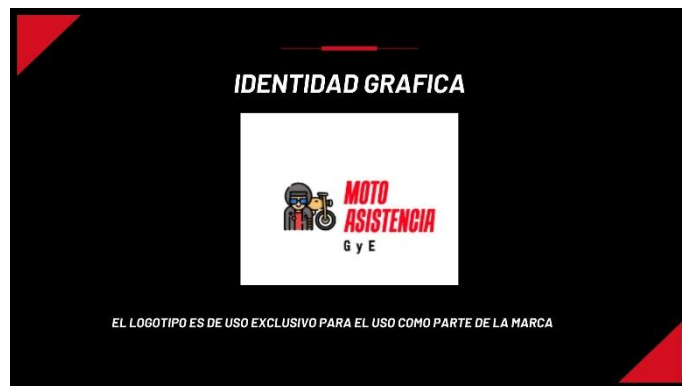 IDENTIDAD GRAFICA
MOTO
ASISTENCIA
G y E
EL LOGOTIPO ES DE USO EXCLUSIVO PARA EL USO COMO PARTE DE LA MARCA